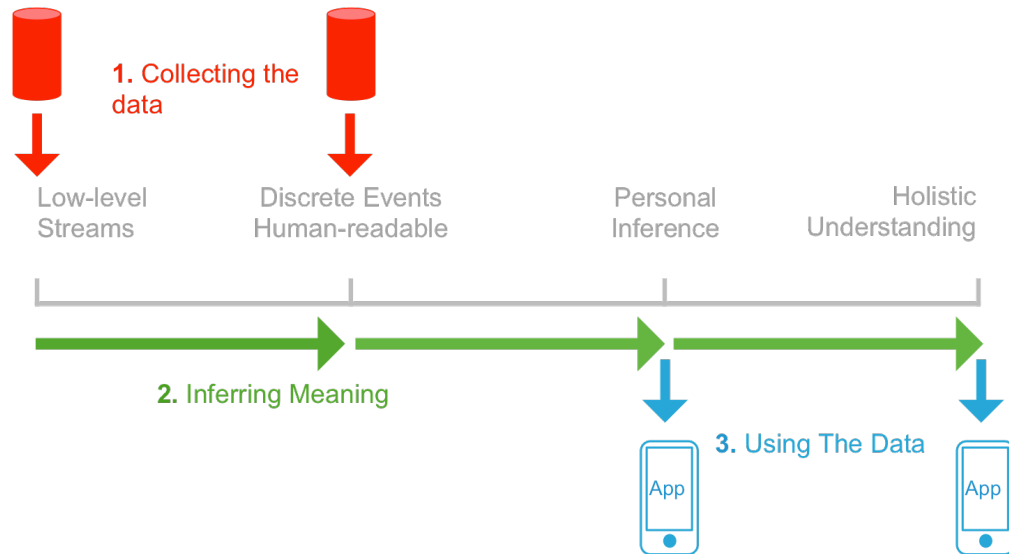 1. Collecting the
data
Low-level
Streams
Discrete Events
Human-readable
Personal
Inference
Holistic
Understanding
2. Inferring Meaning
3. Using The Data
App
App